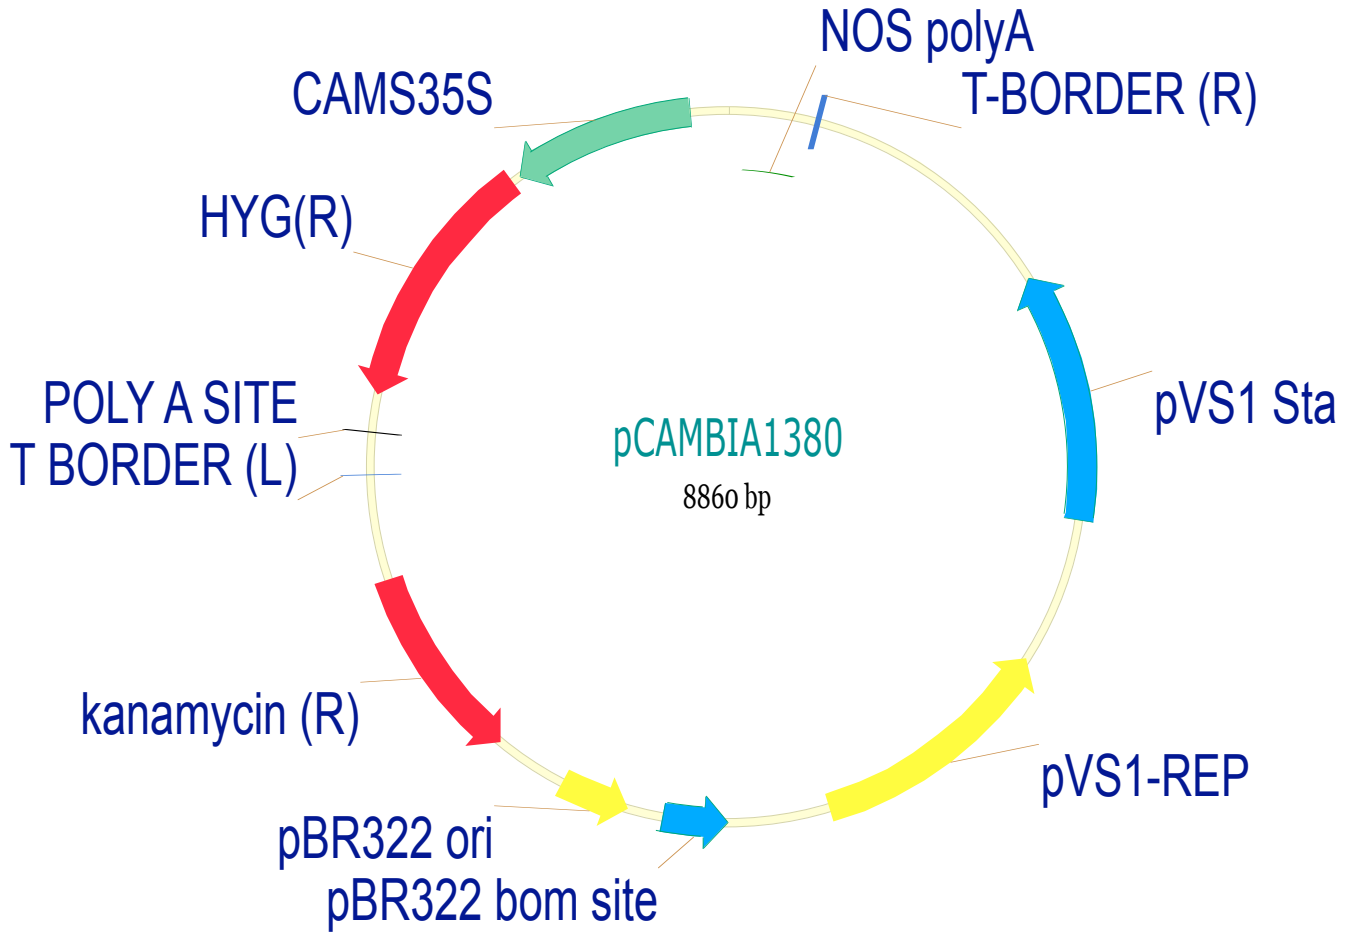 NOS polyA
CAMS35S
T-BORDER (R)
HYG(R)
POLY A SITE
pVS1 Sta
T BORDER (L)
pCAMBIA1380
8860 bp
kanamycin (R)
pVS1-REP
pBR322 ori
pBR322 bom site